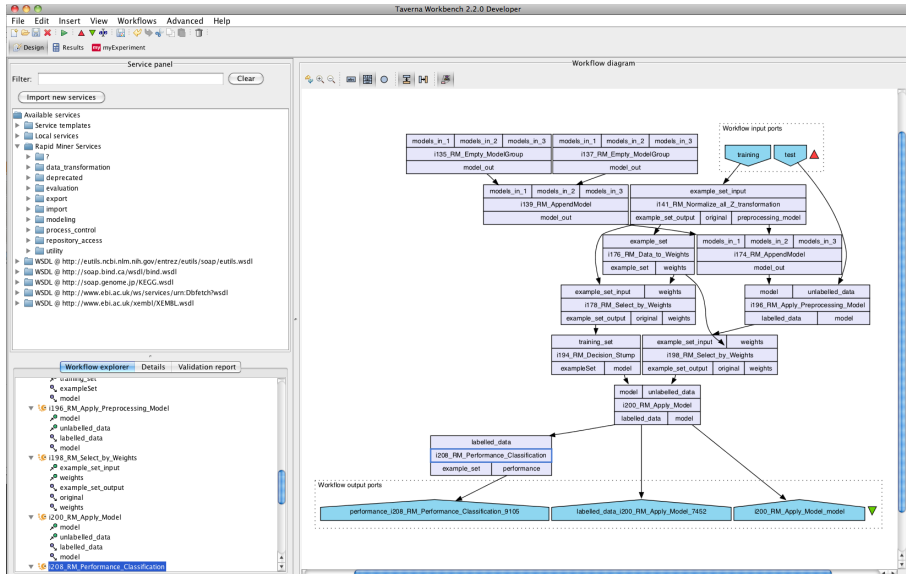 Taverna Workbench 2.2.0 Developer
File Edit Insert View Workflows Advanced Help
Design Results my myExperiment
Service panel
Filter: Clear
Import new services
Available services
Service templates
Local services
Rapid Miner Services
?
data_transformation
deprecated
evaluation
export
import
modeling
process_control
repository_access
utility
WSDL @ http://eutils.ncbi.nlm.nih.gov/entrez/eutils/soap/eutils.wsdl
WSDL @ http://soap.bind.ca/wsdl/bind.wsdl
WSDL @ http://soap.genome.jp/KEGG.wsdl
WSDL @ http://www.ebi.ac.uk/ws/services/urn:Dbfetch?wsdl
WSDL @ http://www.ebi.ac.uk/xembl/XEMBL.wsdl
Workflow explorer Details Validation report
training_set
exampleSet
model
i196_RM_Apply_Preprocessing_Model
model
unlabelled_data
labelled_data
model
i198_RM_Select_by_Weights
example_set_input
weights
example_set_output
original
weights
i200_RM_Apply_Model
model
unlabelled_data
labelled_data
model
i208_RM_Performance_Classification
Workflow diagram
Workflow input ports
training test
models_in_1 models_in_2 models_in_3 models_in_1 models_in_2 models_in_3
i135_RM_Empty_ModelGroup i137_RM_Empty_ModelGroup
model_out model_out
models_in_1 models_in_2 models_in_3 example_set_input
i139_RM_AppendModel i141_RM_Normalize_all_Z_transformation
model_out example_set_output original preprocessing_model
example_set models_in_1 models_in_2 models_in_3
i176_RM_Data_to_Weights i174_RM_AppendModel
example_set weights model_out
example_set_input weights model unlabelled_data
i178_RM_Select_by_Weights i196_RM_Apply_Preprocessing_Model
example_set_output original weights labelled_data model
training_set example_set_input weights
i194_RM_Decision_Stump i198_RM_Select_by_Weights
exampleSet model example_set_output original weights
model unlabelled_data
i200_RM_Apply_Model
labelled_data model
labelled_data
i208_RM_Performance_Classification
example_set performance
Workflow output ports
performance_i208_RM_Performance_Classification_9105 labelled_data_i200_RM_Apply_Model_7452 i200_RM_Apply_Model_model